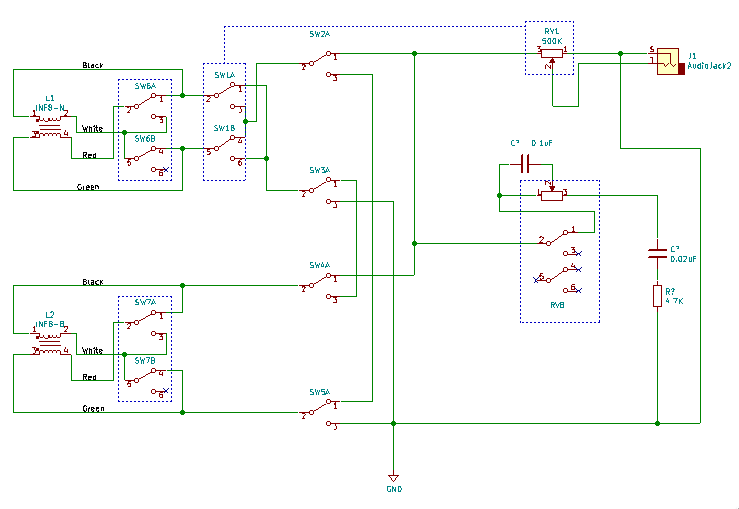 SW2A
1
2
3
RV1
500K
3
1
2
J1
AudioJack2
Black
L1
INFB-N
1
2
3
4
White
Red
Green
SW6A
1
2
3
SW6B
4
5
6
SW1A
1
2
3
SW1B
4
5
6
C? 0.1uF
SW3A
1
2
3
1
2
3
2
1
3
4
5
6
RVB
C?
0.02uF
R?
4.7K
SW4A
1
2
3
Black
L2
INFB-B
1
2
3
4
White
Red
Green
SW7A
1
2
3
SW7B
4
5
6
SW5A
1
2
3
GND